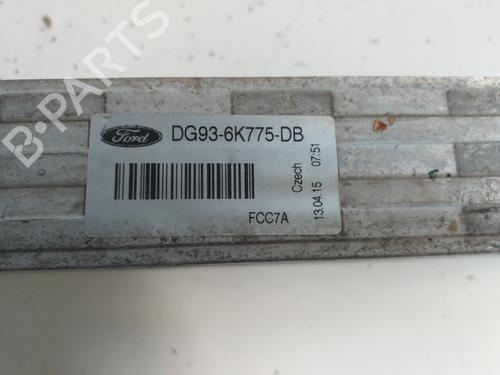 B-PARTS
Ford
DG93-6K775-DB
Czech
13.04.15 07:51
FCC7A